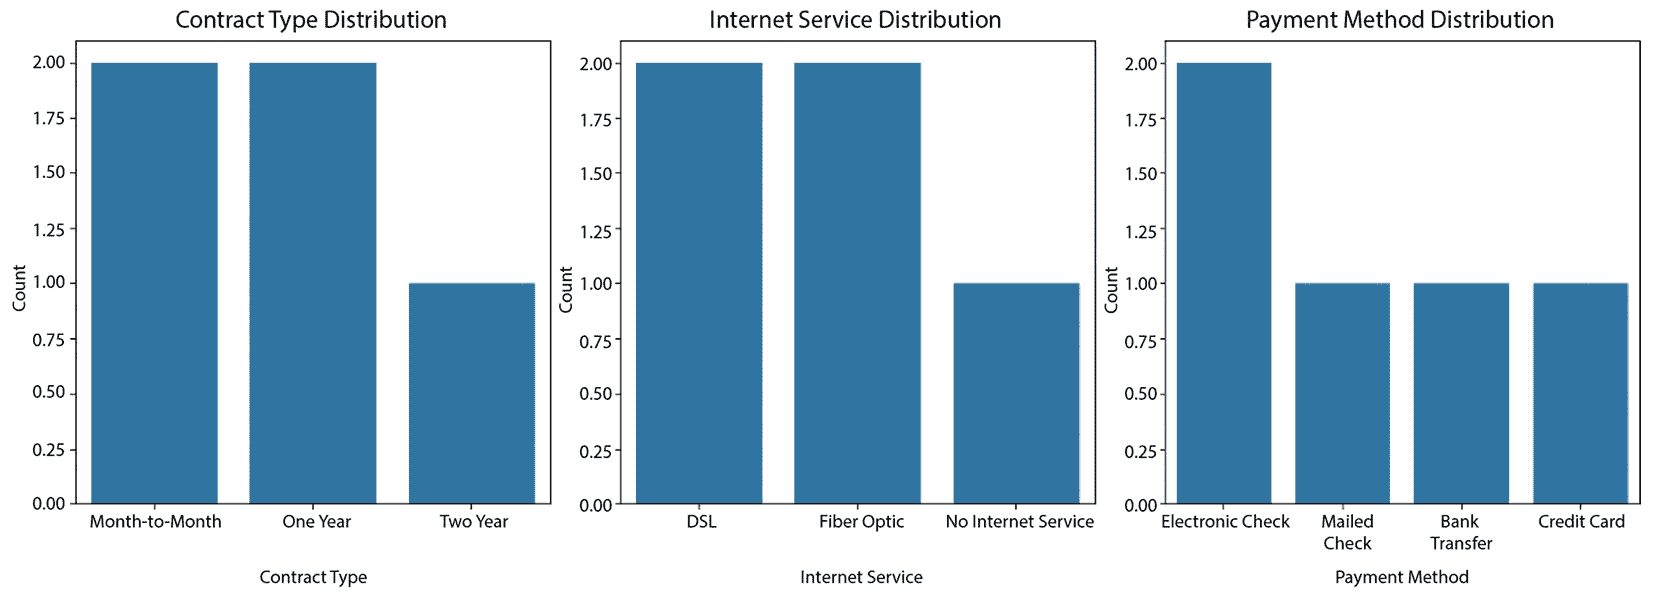 Contract Type Distribution
2.00
1.75
1.50
1.25
1.00
0.75
0.50
0.25
0.00
Count
Month-to-Month One Year Two Year
Contract Type
Internet Service Distribution
2.00
1.75
1.50
1.25
1.00
0.75
0.50
0.25
0.00
Count
DSL Fiber Optic No Internet Service
Internet Service
Payment Method Distribution
2.00
1.75
1.50
1.25
1.00
0.75
0.50
0.25
0.00
Count
Electronic Check Mailed Bank Credit Card
Check Transfer
Payment Method